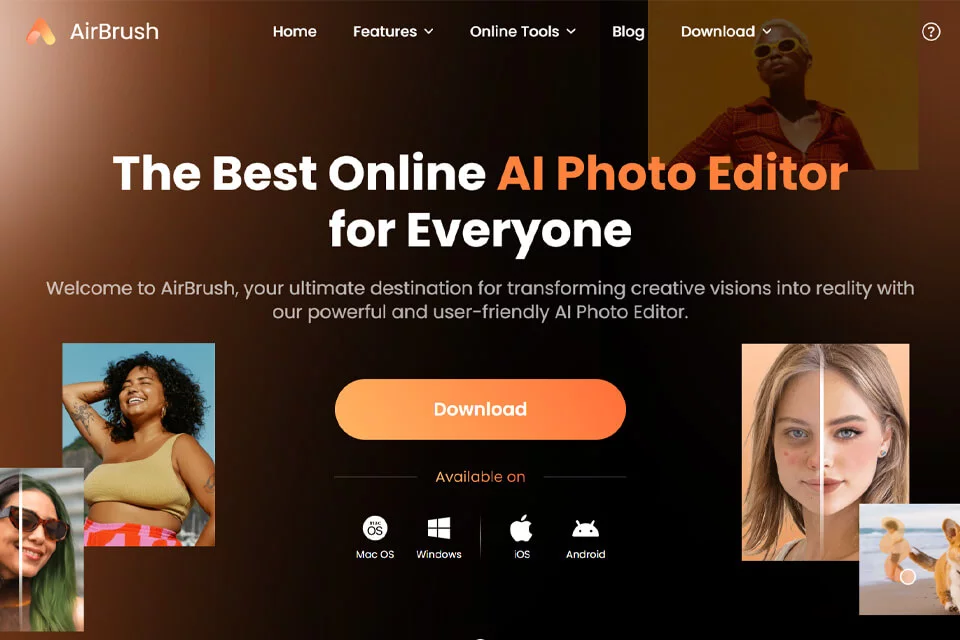 AirBrush
Home Features Online Tools Blog Download ?
The Best Online AI Photo Editor
for Everyone
Welcome to AirBrush, your ultimate destination for transforming creative visions into reality with
our powerful and user-friendly AI Photo Editor.
Download
Available on
MAC
OS
Mac OS Windows iOS Android